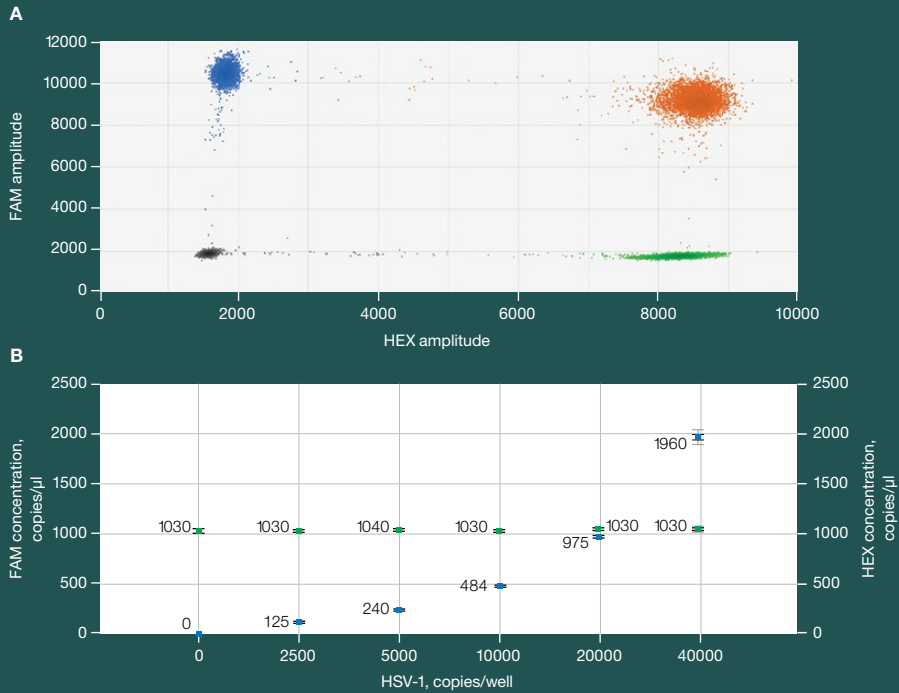 A
FAM amplitude
12000
10000
8000
6000
4000
2000
0
0 2000 4000 6000 8000 10000
HEX amplitude
B
FAM concentration,
copies/µl
2500 2500
2000 2000
1960
1500 1500
1030 1030 1040 1030 1030 1030
1000 1000
975
500 500
484
240
125
0
0 0
HEX concentration,
copies/µl
0 2500 5000 10000 20000 40000
HSV-1, copies/well